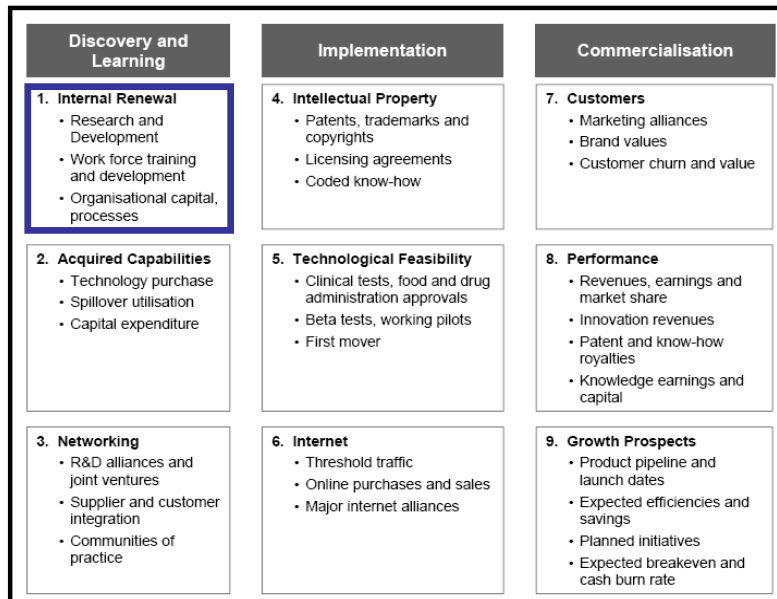 Discovery and
Learning
Implementation
Commercialisation
1. Internal Renewal
• Research and
Development
• Work force training
and development
• Organisational capital,
processes
4. Intellectual Property
• Patents, trademarks and
copyrights
• Licensing agreements
• Coded know-how
7. Customers
• Marketing alliances
• Brand values
• Customer churn and value
2. Acquired Capabilities
• Technology purchase
• Spillover utilisation
• Capital expenditure
5. Technological Feasibility
• Clinical tests, food and drug
administration approvals
• Beta tests, working pilots
• First mover
8. Performance
• Revenues, earnings and
market share
• Innovation revenues
• Patent and know-how
royalties
• Knowledge earnings and
capital
3. Networking
• R&D alliances and
joint ventures
• Supplier and customer
integration
• Communities of
practice
6. Internet
• Threshold traffic
• Online purchases and sales
• Major internet alliances
9. Growth Prospects
• Product pipeline and
launch dates
• Expected efficiencies and
savings
• Planned initiatives
• Expected breakeven and
cash burn rate